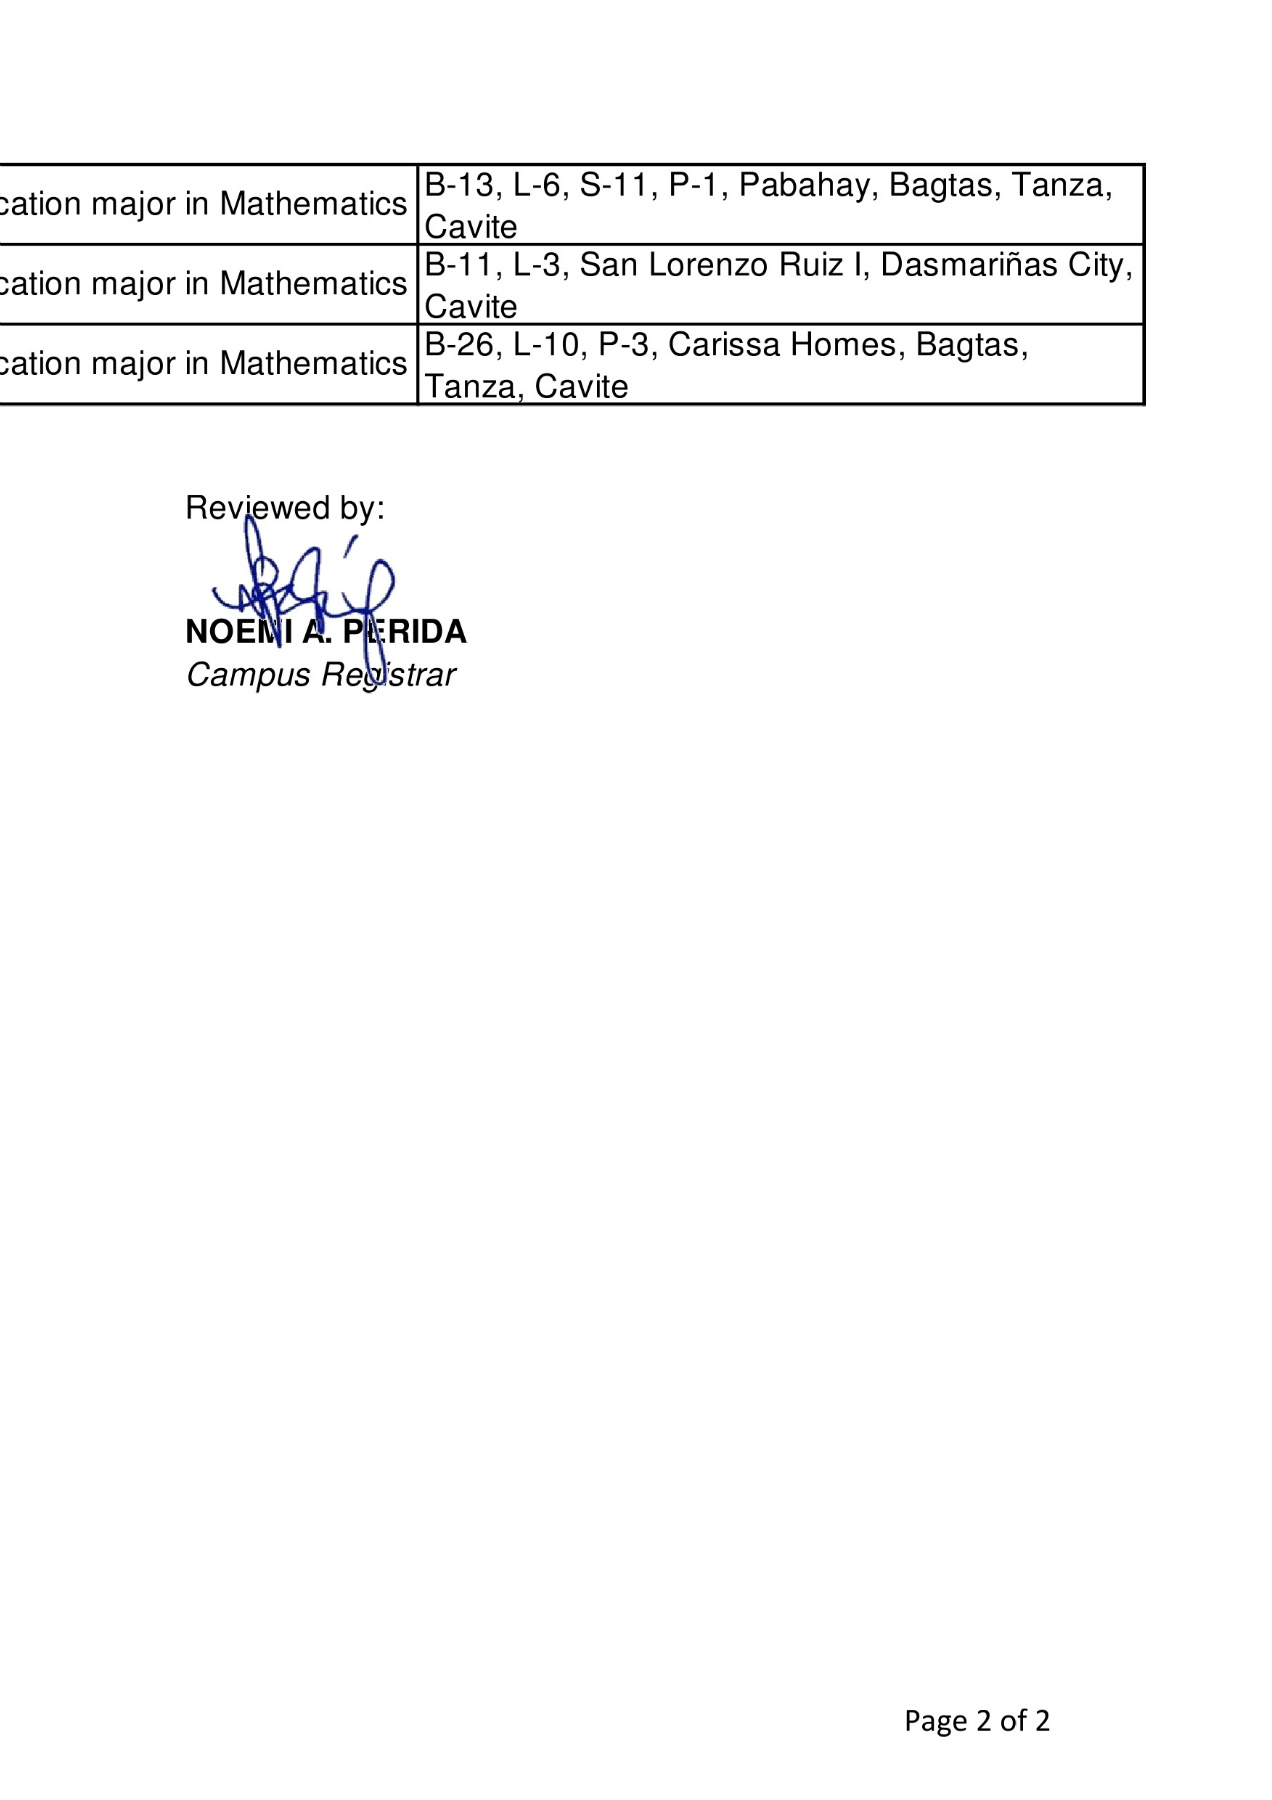 cation major in Mathematics
B-13, L-6, S-11, P-1, Pabahay, Bagtas, Tanza,
Cavite
cation major in Mathematics
B-11, L-3, San Lorenzo Ruiz I, Dasmariñas City,
Cavite
cation major in Mathematics
B-26, L-10, P-3, Carissa Homes, Bagtas,
Tanza, Cavite
Reviewed by:
NOEMI A. PERIDA
Campus Registrar
Page 2 of 2